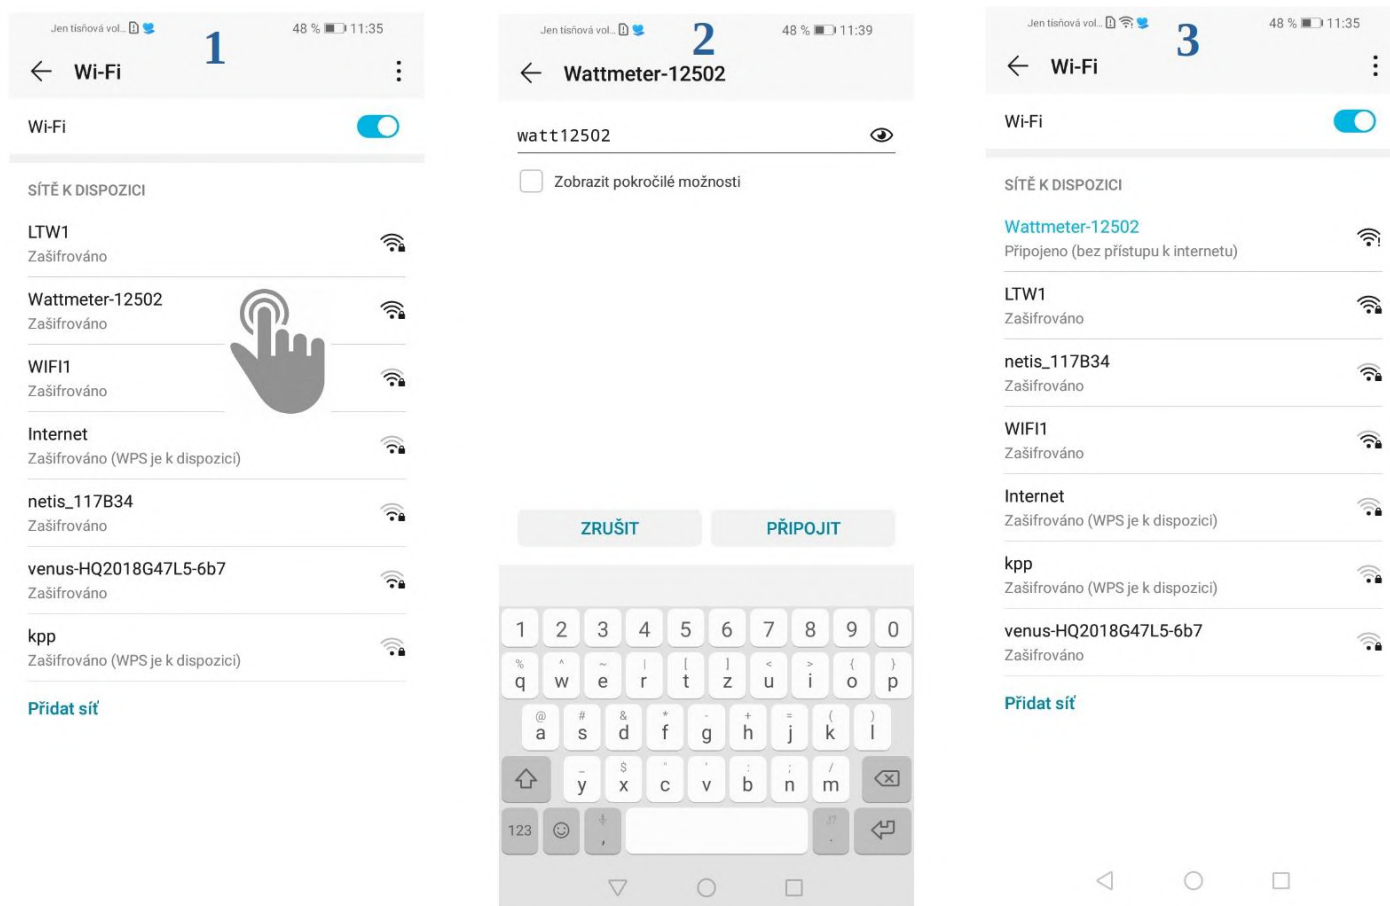 Jen tísňová vol... 48 % 11:35
1
Wi-Fi
Wi-Fi
SÍTĚ K DISPOZICI
LTW1
Zašifrováno
Wattmeter-12502
Zašifrováno
WIFI1
Zašifrováno
Internet
Zašifrováno (WPS je k dispozici)
netis_117B34
Zašifrováno
venus-HQ2018G47L5-6b7
Zašifrováno
kpp
Zašifrováno (WPS je k dispozici)
Přidat síť
Jen tísňová vol... 48 % 11:39
2
Wattmeter-12502
watt12502
Zobrazit pokročilé možnosti
ZRUŠIT PŘIPOJIT
1 2 3 4 5 6 7 8 9 0
% ^ ~ | [ ] < > { }
q w e r t z u i o p
@ # & * - + = ( )
a s d f g h j k l
_ $ " ' : ; /
y x c v b n m
123 , .
Jen tísňová vol... 48 % 11:35
3
Wi-Fi
Wi-Fi
SÍTĚ K DISPOZICI
Wattmeter-12502
Připojeno (bez přístupu k internetu)
LTW1
Zašifrováno
netis_117B34
Zašifrováno
WIFI1
Zašifrováno
Internet
Zašifrováno (WPS je k dispozici)
kpp
Zašifrováno (WPS je k dispozici)
venus-HQ2018G47L5-6b7
Zašifrováno
Přidat síť